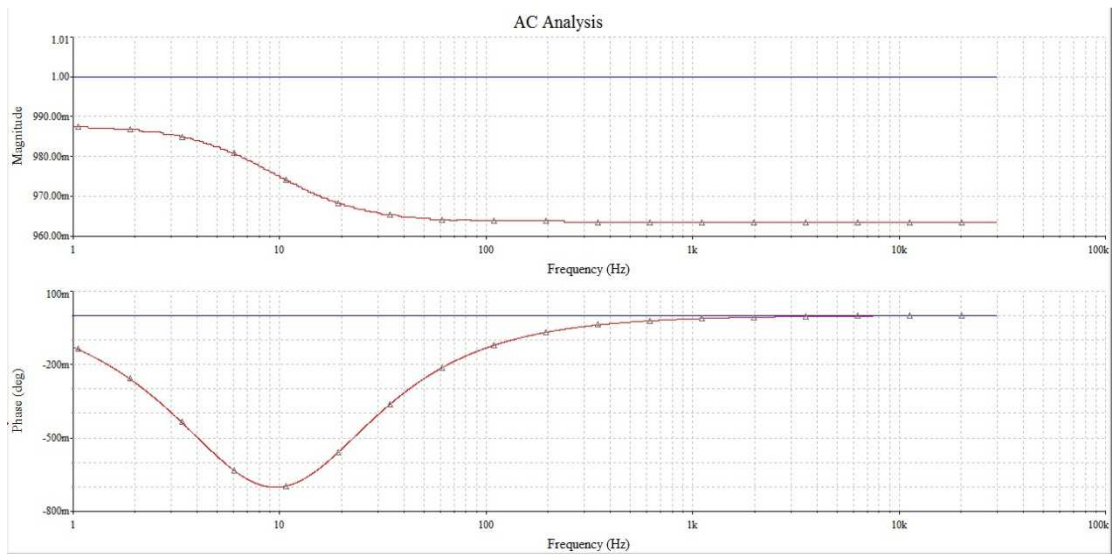 AC Analysis
1.01
1.00
990.00m
980.00m
970.00m
960.00m
Magnitude
1 10 100 1k 10k 100k
Frequency (Hz)
100m
-200m
-500m
-800m
Phase (deg)
1 10 100 1k 10k 100k
Frequency (Hz)